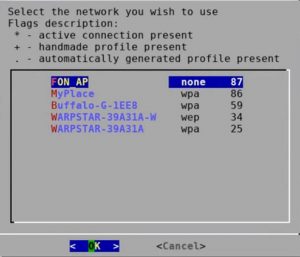 Select the network you wish to use
Flags description:
* - active connection present
+ - handmade profile present
. - automatically generated profile present
FON_AP none 87
MyPlace wpa 86
Buffalo-G-1EE8 wpa 59
WARPSTAR-39A31A-W wep 34
WARPSTAR-39A31A wpa 25
< OK > <Cancel>